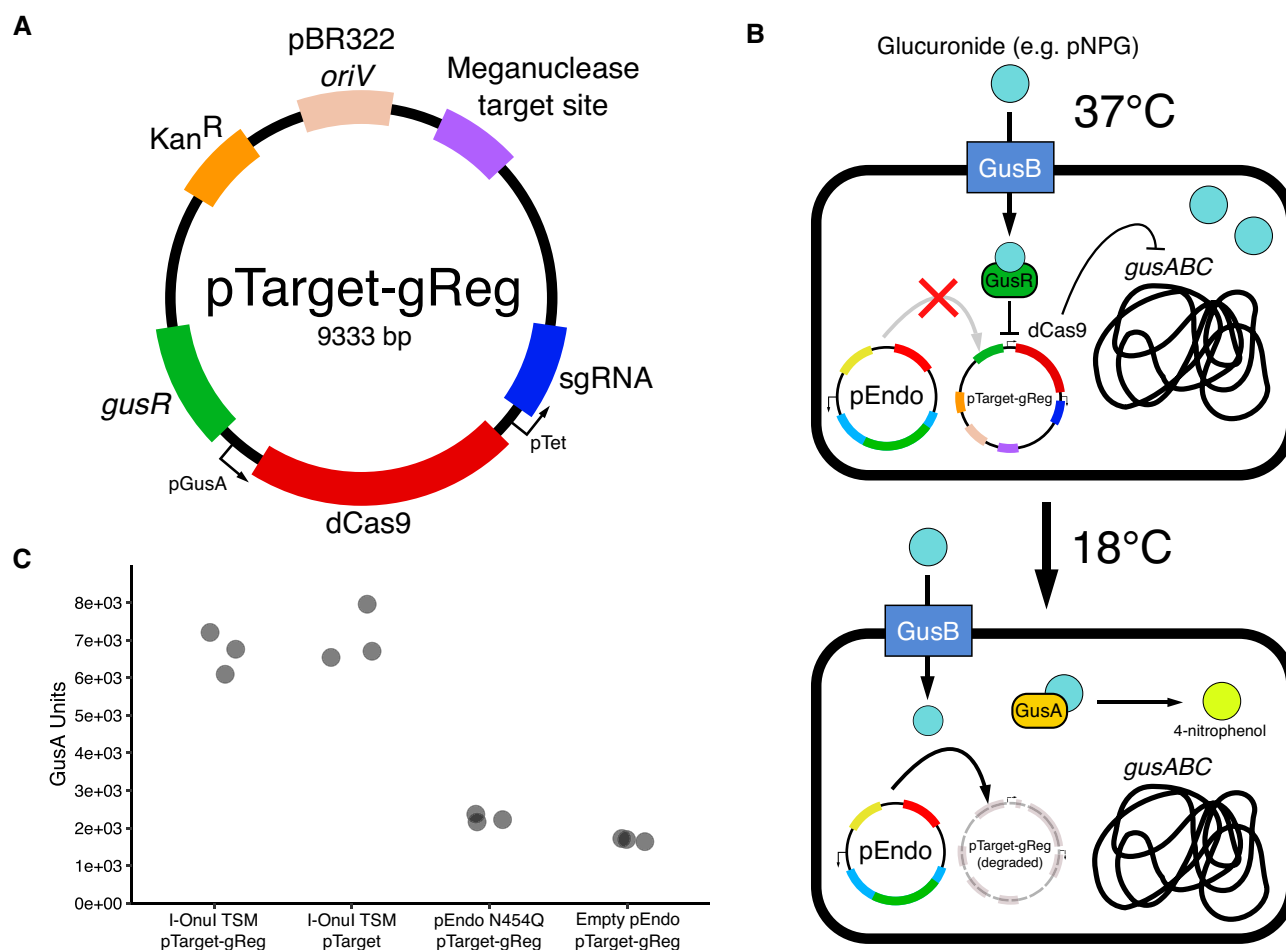 A
pBR322
oriV
Meganuclease
target site
KanR
pTarget-gReg
9333 bp
sgRNA
gusR
pTet
pGusA
dCas9
B
Glucuronide (e.g. pNPG)
37°C
GusB
gusABC
GusR
dCas9
pEndo
pTarget-gReg
18°C
GusB
GusA
4-nitrophenol
gusABC
pEndo
pTarget-gReg
(degraded)
C
GusA Units
8e+03
7e+03
6e+03
5e+03
4e+03
3e+03
2e+03
1e+03
0e+00
I-OnuI TSM
pTarget-gReg
I-OnuI TSM
pTarget
pEndo N454Q
pTarget-gReg
Empty pEndo
pTarget-gReg